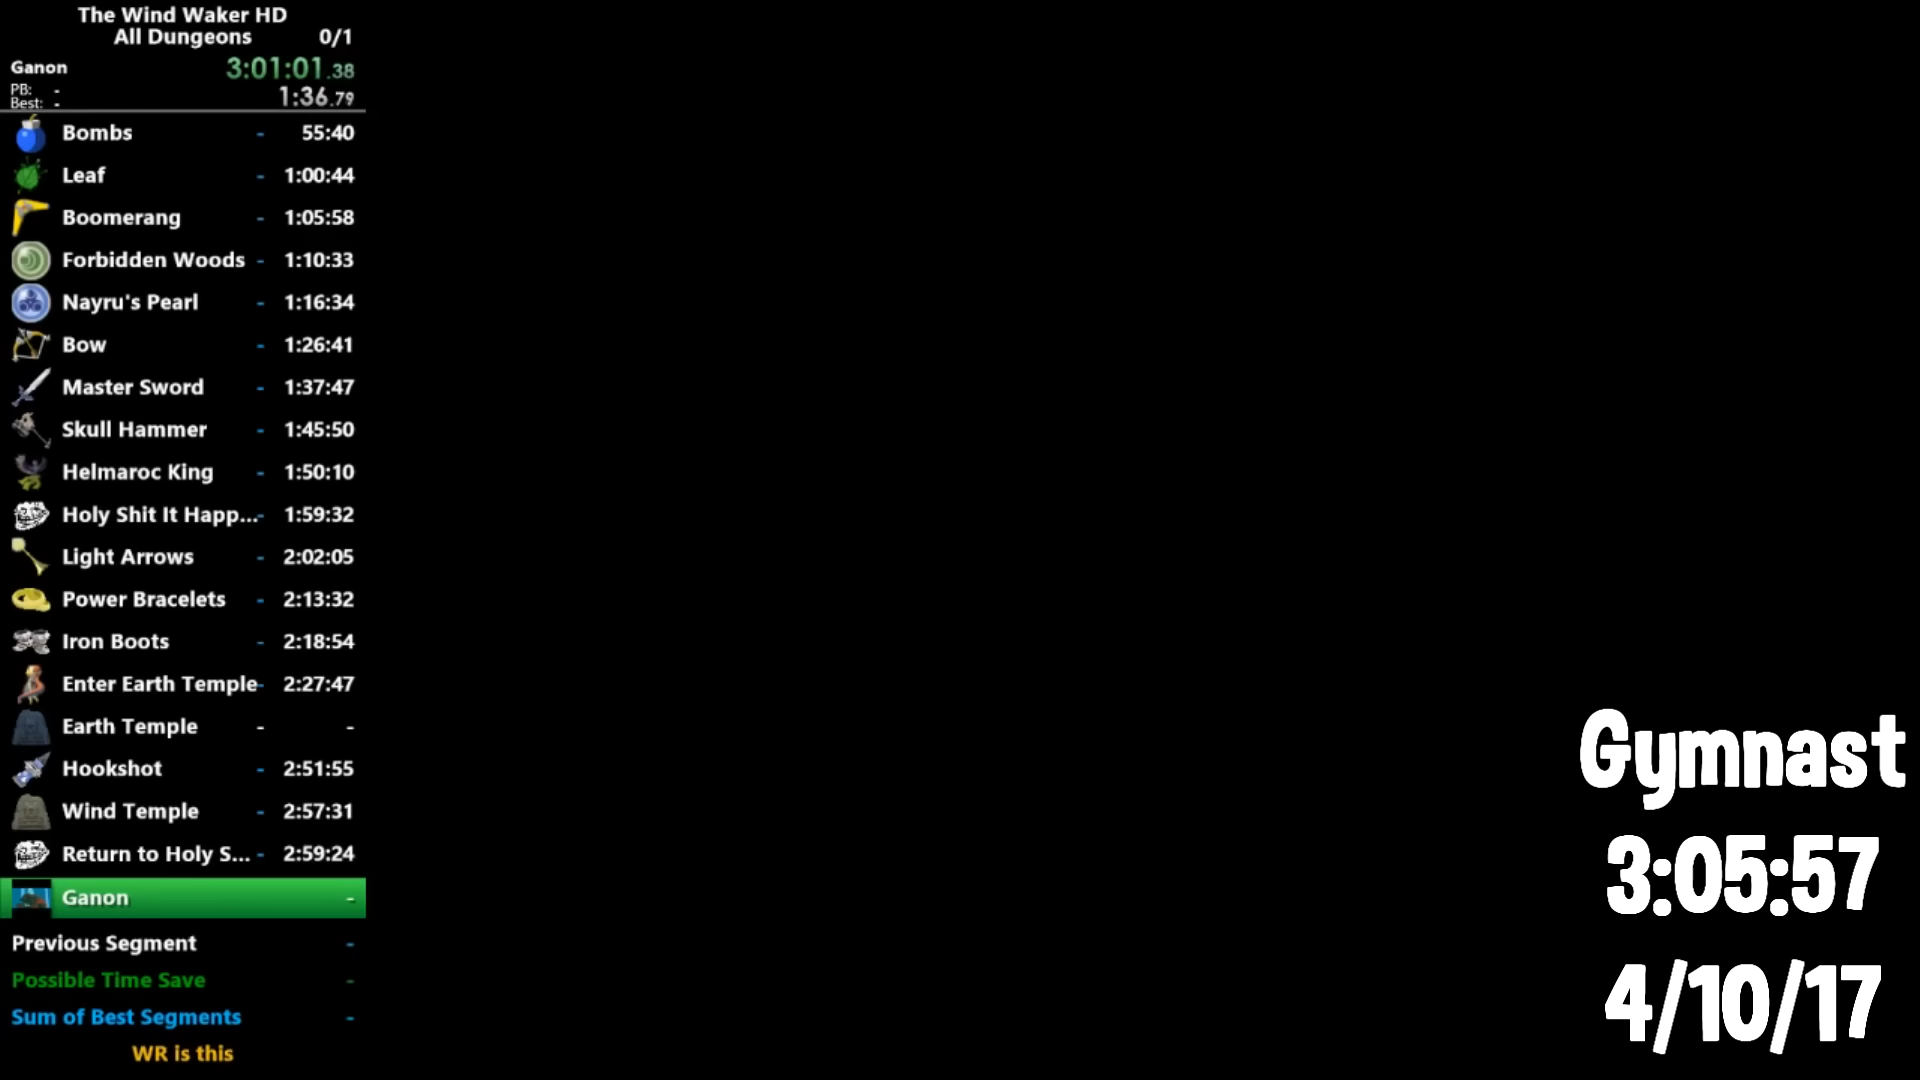 The Wind Waker HD
All Dungeons 0/1
Ganon 3:01:01.38
PB: -
Best: - 1:36.79
Bombs - 55:40
Leaf - 1:00:44
Boomerang - 1:05:58
Forbidden Woods - 1:10:33
Nayru's Pearl - 1:16:34
Bow - 1:26:41
Master Sword - 1:37:47
Skull Hammer - 1:45:50
Helmaroc King - 1:50:10
Holy Shit It Happ... - 1:59:32
Light Arrows - 2:02:05
Power Bracelets - 2:13:32
Iron Boots - 2:18:54
Enter Earth Temple - 2:27:47
Earth Temple - -
Hookshot - 2:51:55
Wind Temple - 2:57:31
Return to Holy S... - 2:59:24
Ganon -
Previous Segment -
Possible Time Save -
Sum of Best Segments -
WR is this
Gymnast
3:05:57
4/10/17